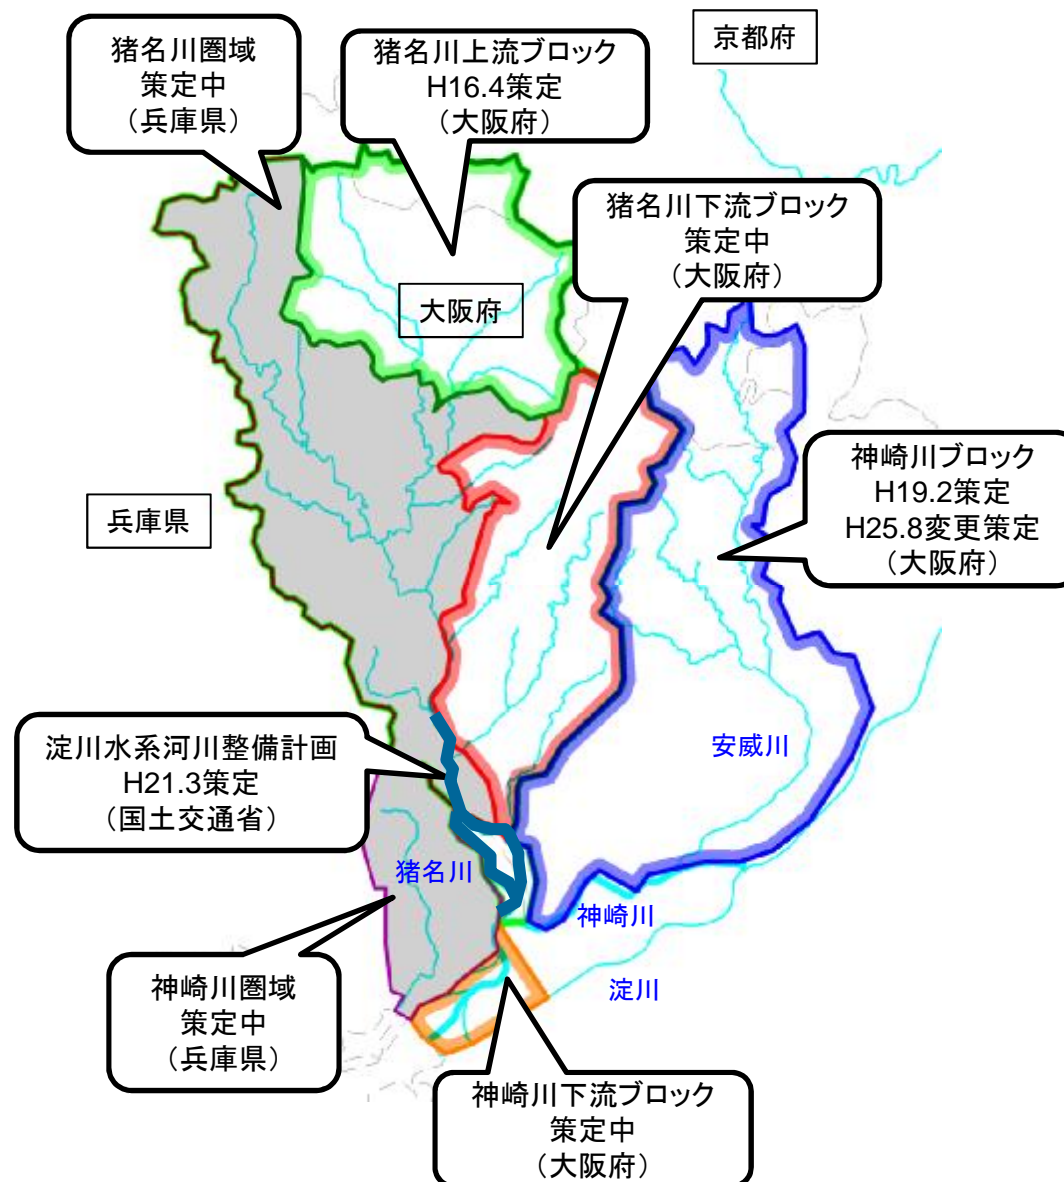 京都府
猪名川圏域
策定中
（兵庫県）
猪名川上流ブロック
H16.4策定
（大阪府）
猪名川下流ブロック
策定中
（大阪府）
大阪府
神崎川ブロック
H19.2策定
H25.8変更策定
（大阪府）
兵庫県
淀川水系河川整備計画
H21.3策定
（国土交通省）
安威川
猪名川
神崎川
淀川
神崎川圏域
策定中
（兵庫県）
神崎川下流ブロック
策定中
（大阪府）